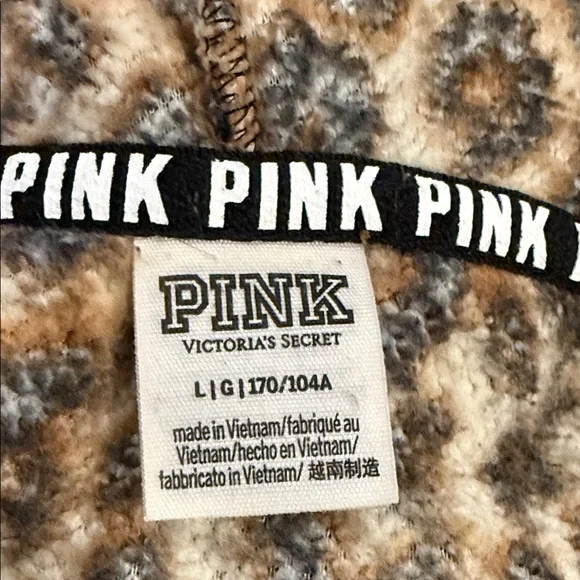 PINK PINK PINK
PINK
VICTORIA'S SECRET
L|G|170/104A
made in Vietnam/fabriqué au
Vietnam/hecho en Vietnam/
fabbricato in Vietnam/ 越南制造